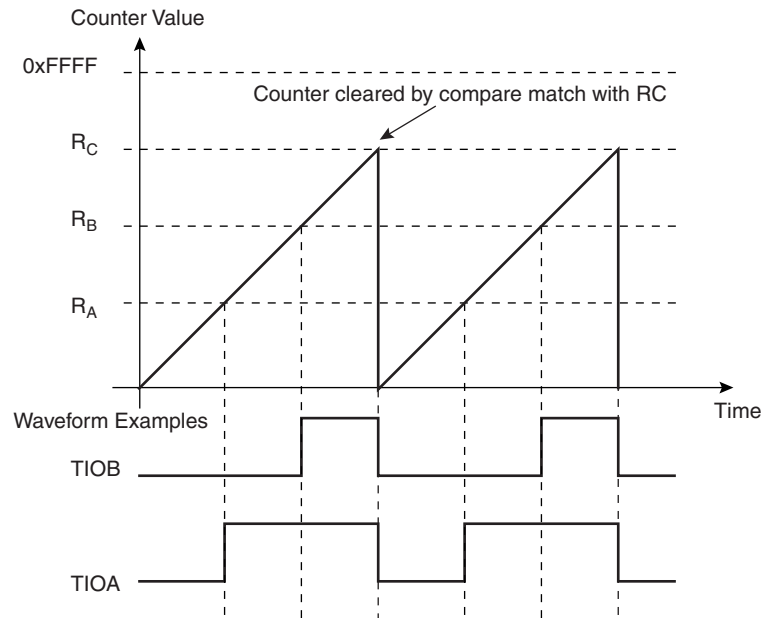 Counter Value
0xFFFF
Counter cleared by compare match with RC
RC
RB
RA
Time
Waveform Examples
TIOB
TIOA